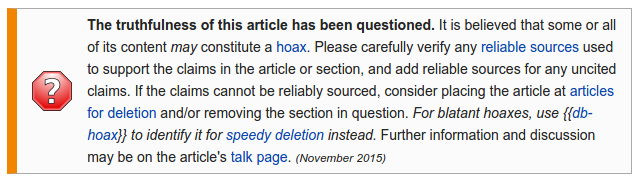 The truthfulness of this article has been questioned. It is believed that some or all
of its content may constitute a hoax. Please carefully verify any reliable sources used
to support the claims in the article or section, and add reliable sources for any uncited
claims. If the claims cannot be reliably sourced, consider placing the article at articles
for deletion and/or removing the section in question. For blatant hoaxes, use {{db-
hoax}} to identify it for speedy deletion instead. Further information and discussion
may be on the article's talk page. (November 2015)